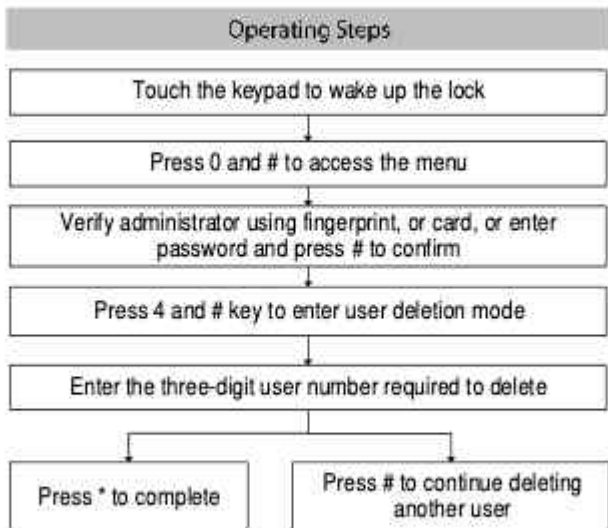 Operating Steps
Touch the keypad to wake up the lock
Press 0 and # to access the menu
Verify administrator using fingerprint, or card, or enter
password and press # to confirm
Press 4 and # key to enter user deletion mode
Enter the three-digit user number required to delete
Press * to complete
Press # to continue deleting
another user